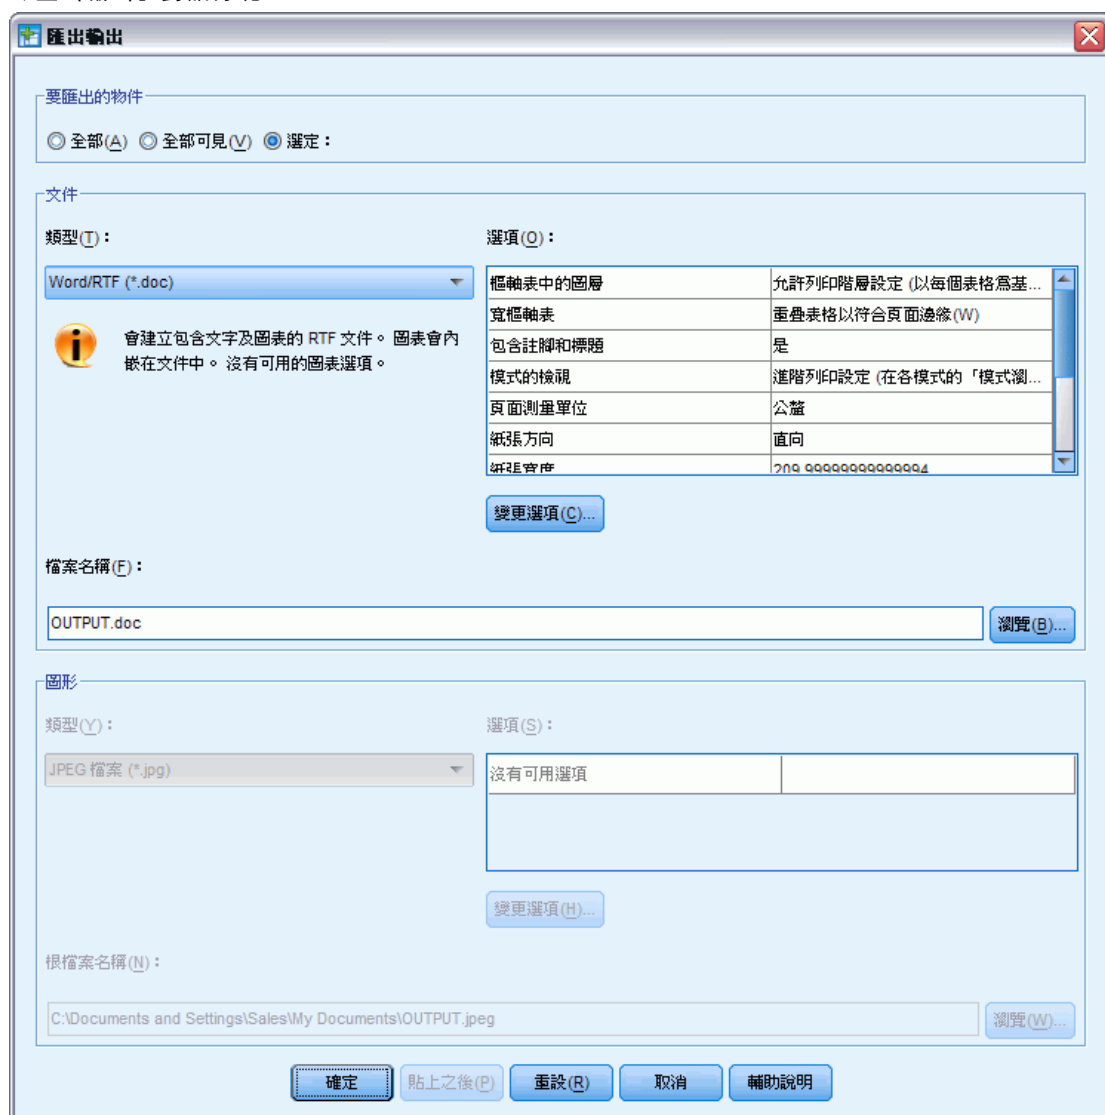 匯出輸出
要匯出的物件
全部(A) 全部可見(V) 選定：
文件
類型(T)： 選項(O)：
Word/RTF (*.doc)
會建立包含文字及圖表的 RTF 文件。 圖表會內
嵌在文件中。 沒有可用的圖表選項。
樞軸表中的圖層 允許列印階層設定 (以每個表格為基...
寬樞軸表 重疊表格以符合頁面邊緣(W)
包含註腳和標題 是
模式的檢視 進階列印設定 (在各模式的「模式瀏...
頁面測量單位 公釐
紙張方向 直向
紙張寬度 209.99999999999994
變更選項(C)...
檔案名稱(F)：
OUTPUT.doc 瀏覽(B)...
圖形
類型(Y)： 選項(S)：
JPEG 檔案 (*.jpg) 沒有可用選項
變更選項(H)...
根檔案名稱(N)：
C:\Documents and Settings\Sales\My Documents\OUTPUT.jpeg 瀏覽(W)...
確定 貼上之後(P) 重設(R) 取消 輔助說明